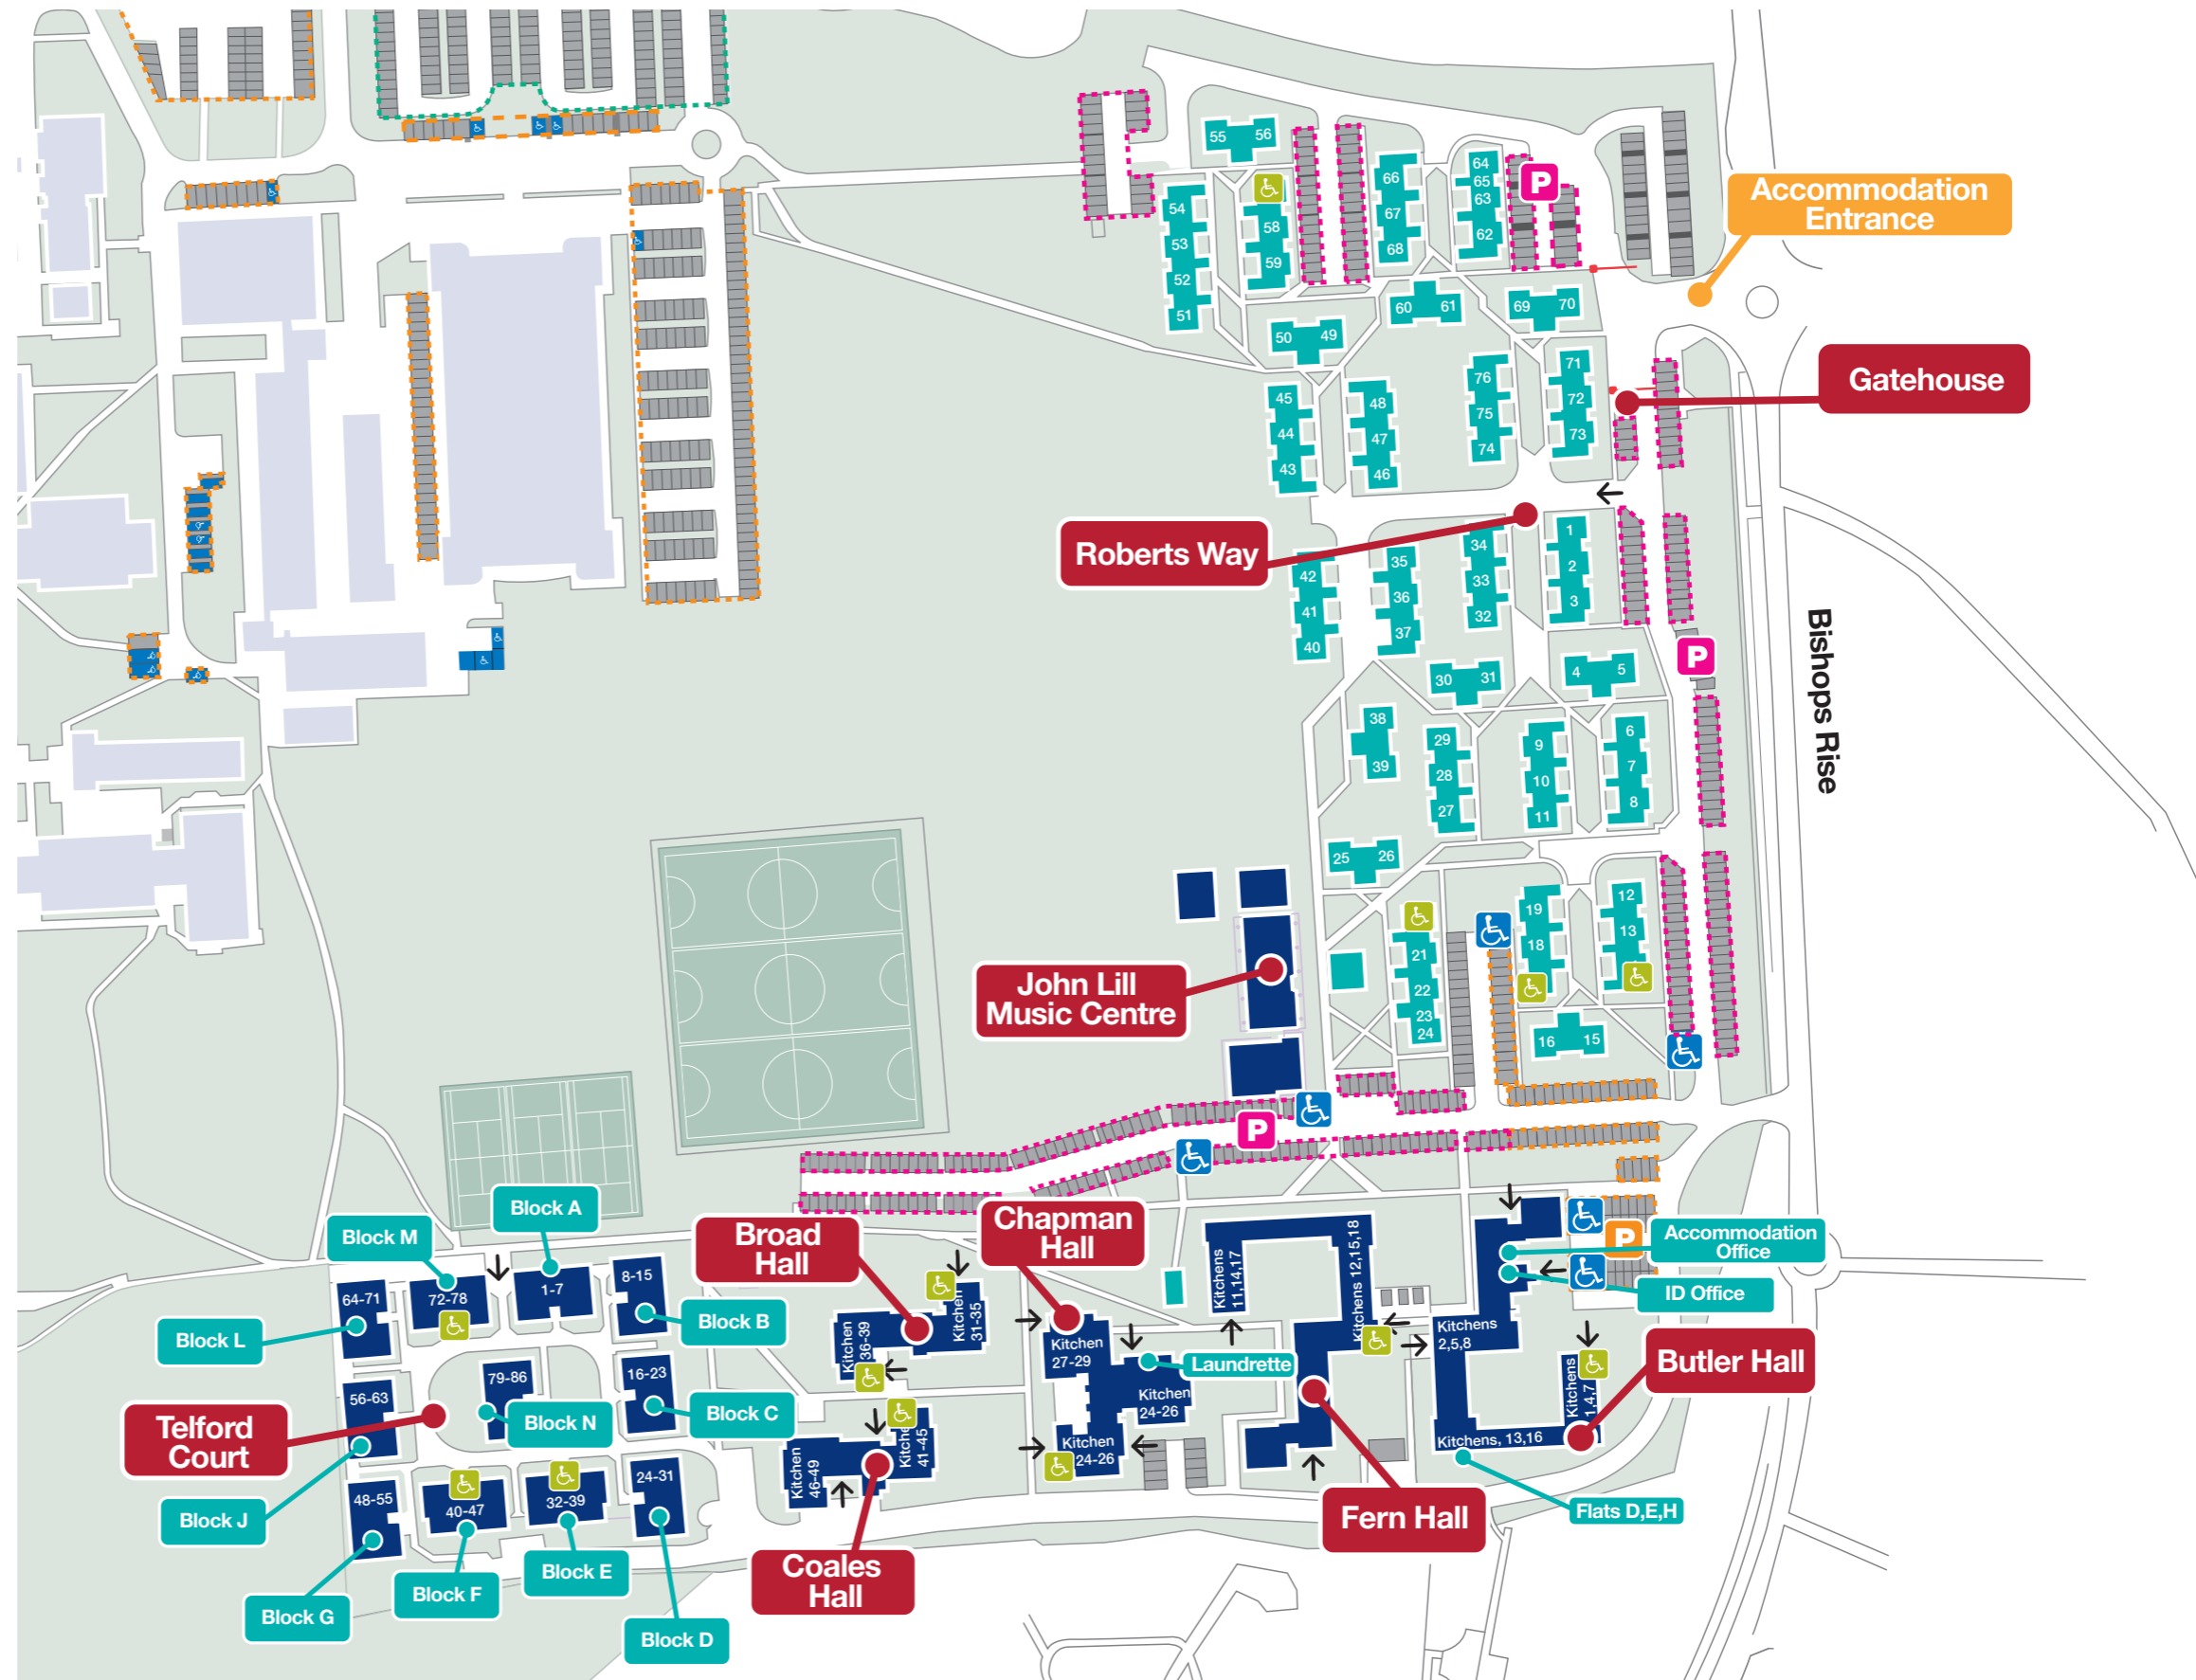 55
56
P
Accommodation
Entrance
54
53
52
51
58
59
66
67
68
64
65
63
62
60
61
69
70
50
49
Gatehouse
45
44
43
48
47
46
76
75
74
71
72
73
Roberts Way
42
41
40
35
36
37
34
33
32
1
2
3
Bishops Rise
P
30
31
4
5
38
39
29
28
27
9
10
11
6
7
8
25
26
John Lill
Music Centre
21
22
23
24
19
18
12
13
16
15
P
Block A
Block M
Broad
Hall
Chapman
Hall
P
Accommodation
Office
ID Office
64-71
72-78
1-7
8-15
Block L
Block B
Kitchen
36-39
Kitchen
31-35
Kitchen
27-29
Laundrette
Kitchen
24-26
Kitchen
24-26
Kitchens
11,14,17
Kitchens 12,15,18
Kitchens
2,5,8
Kitchens
1,4,7
Kitchens, 13,16
Butler Hall
56-63
79-86
16-23
Block N
Block C
Telford
Court
Kitchen
46-49
Kitchen
41-45
48-55
40-47
32-39
24-31
Block J
Block G
Block F
Block E
Block D
Coales
Hall
Fern Hall
Flats D,E,H